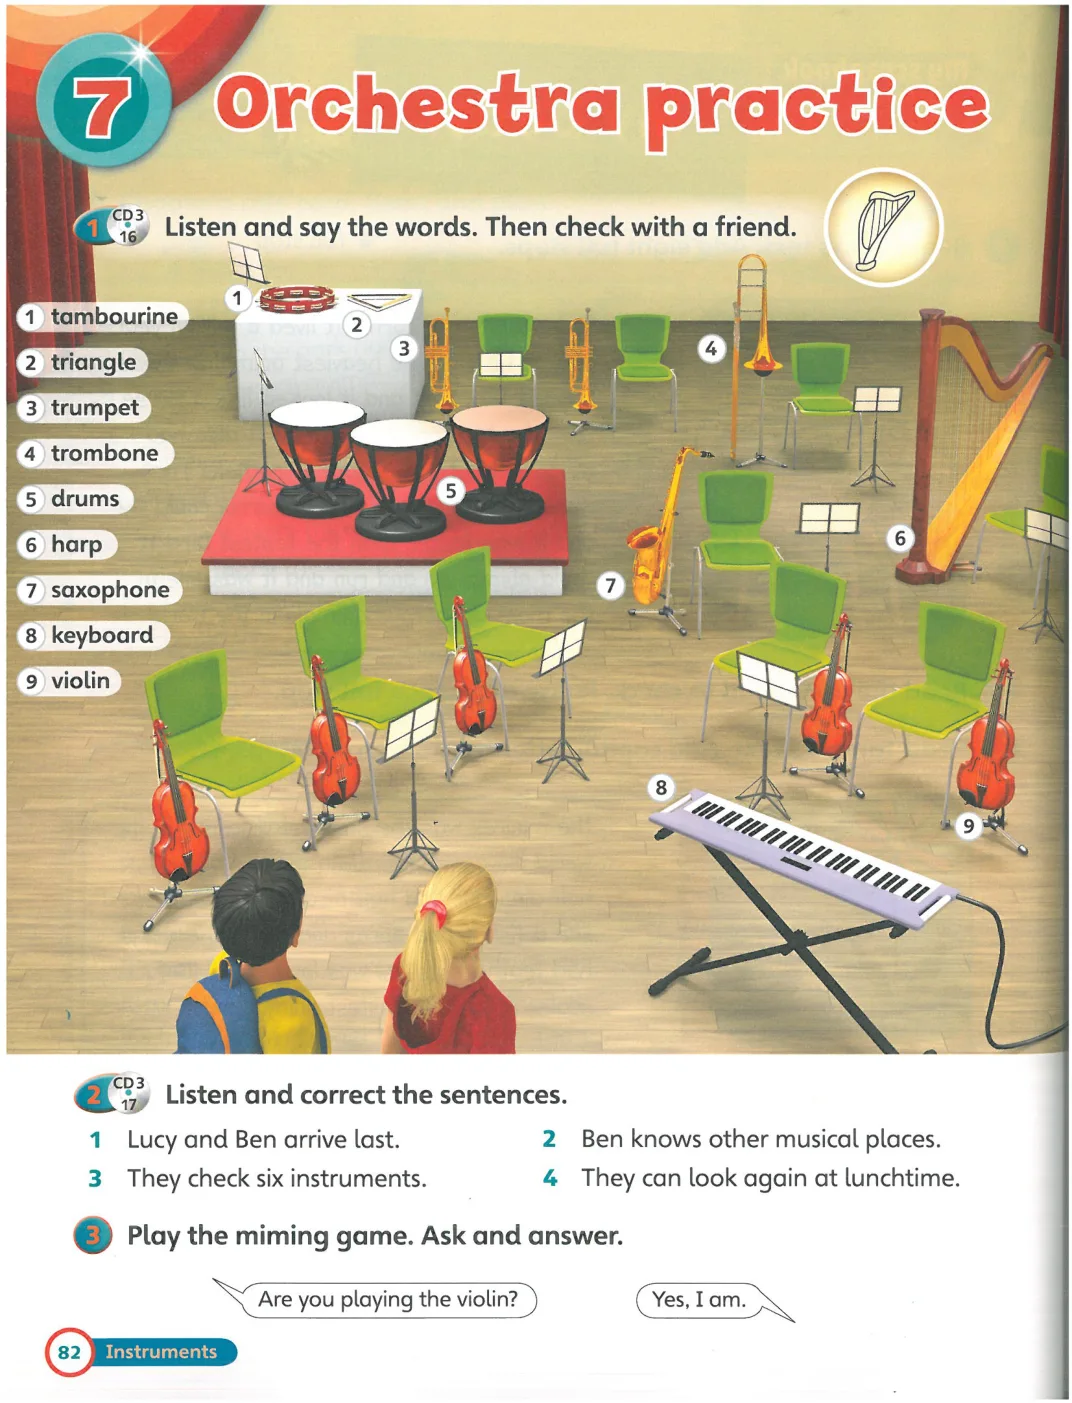 7
Orchestra practice
1 CD3 16 Listen and say the words. Then check with a friend.
1 tambourine
2 triangle
3 trumpet
4 trombone
5 drums
6 harp
7 saxophone
8 keyboard
9 violin
1
2
3
4
5
6
7
8
9
2 CD3 17 Listen and correct the sentences.
1 Lucy and Ben arrive last.
2 Ben knows other musical places.
3 They check six instruments.
4 They can look again at lunchtime.
3 Play the miming game. Ask and answer.
Are you playing the violin?
Yes, I am.
82 Instruments